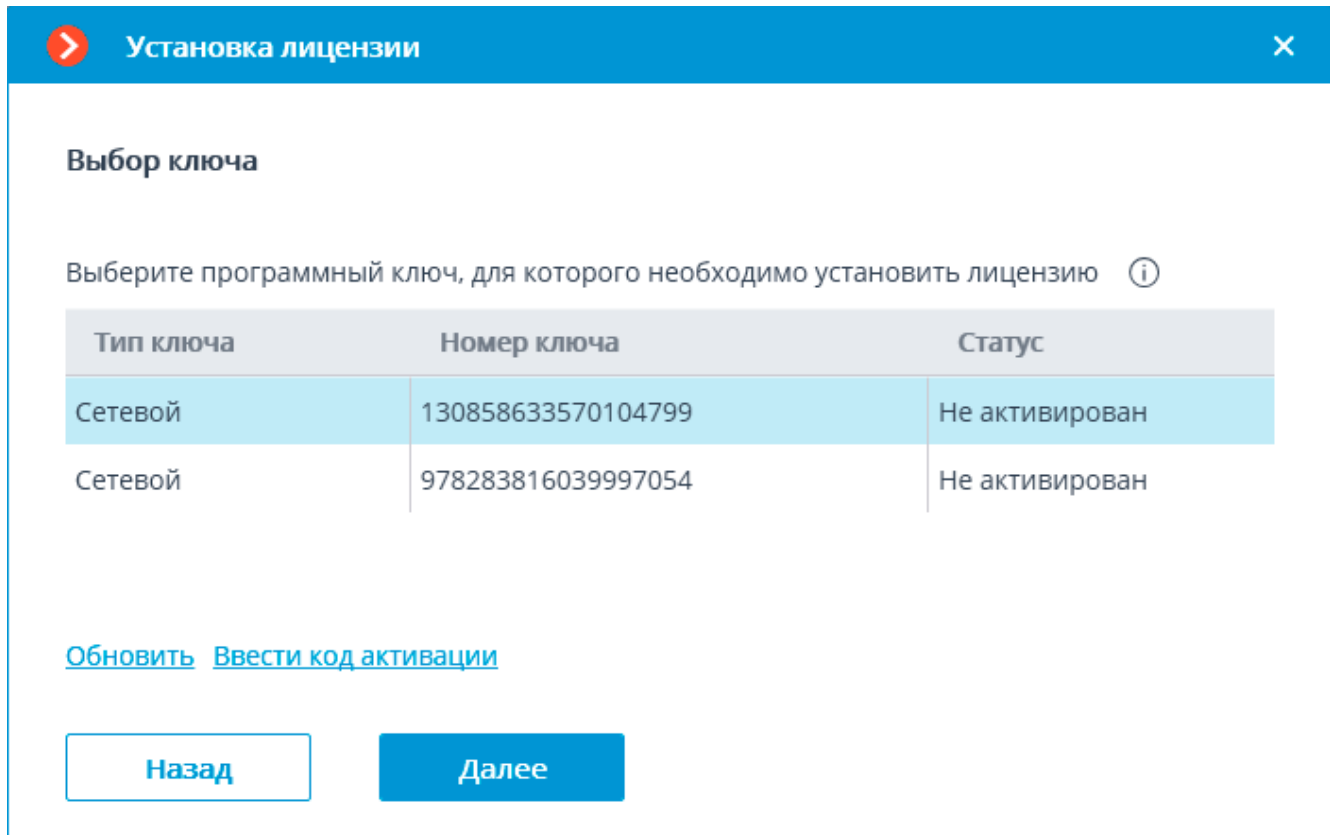 Установка лицензии
Выбор ключа
Выберите программный ключ, для которого необходимо установить лицензию
Тип ключа Номер ключа Статус
Сетевой 130858633570104799 Не активирован
Сетевой 978283816039997054 Не активирован
Обновить Ввести код активации
Назад Далее